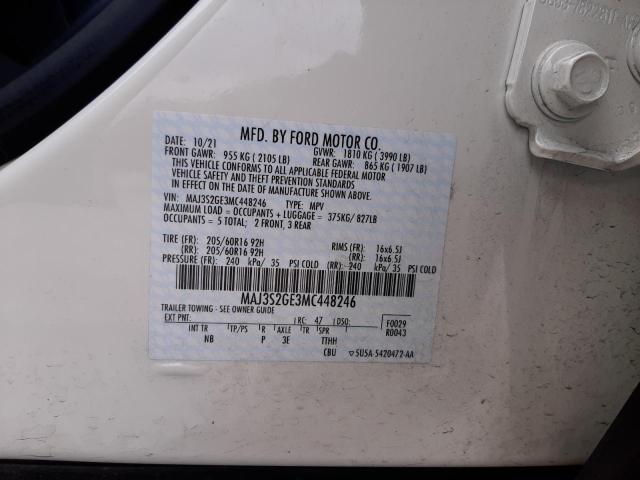 MFD. BY FORD MOTOR CO.
DATE: 10/21 GVWR: 1810 KG ( 3990 LB)
FRONT GAWR: 955 KG ( 2105 LB) REAR GAWR: 865 KG ( 1907 LB)
THIS VEHICLE CONFORMS TO ALL APPLICABLE FEDERAL MOTOR
VEHICLE SAFETY AND THEFT PREVENTION STANDARDS
IN EFFECT ON THE DATE OF MANUFACTURE SHOWN ABOVE.
VIN: MAJ3S2GE3MC448246 TYPE: MPV
MAXIMUM LOAD = OCCUPANTS + LUGGAGE = 375KG/ 827LB
OCCUPANTS = 5 TOTAL; 2 FRONT, 3 REAR
TIRE (FR): 205/60R16 92H RIMS (FR): 16x6.5J
(RR): 205/60R16 92H (RR): 16x6.5J
PRESSURE (FR): 240 kPa/ 35 PSI COLD (RR): 240 kPa/ 35 PSI COLD
MAJ3S2GE3MC448246
TRAILER TOWING - SEE OWNER GUIDE
EXT PNT: RC: 47 DSO: F0029
R0043
INT TR TP/PS R AXLE TR SPR
NB P 3E TTHH
CBU 5U5A-5420472-AA